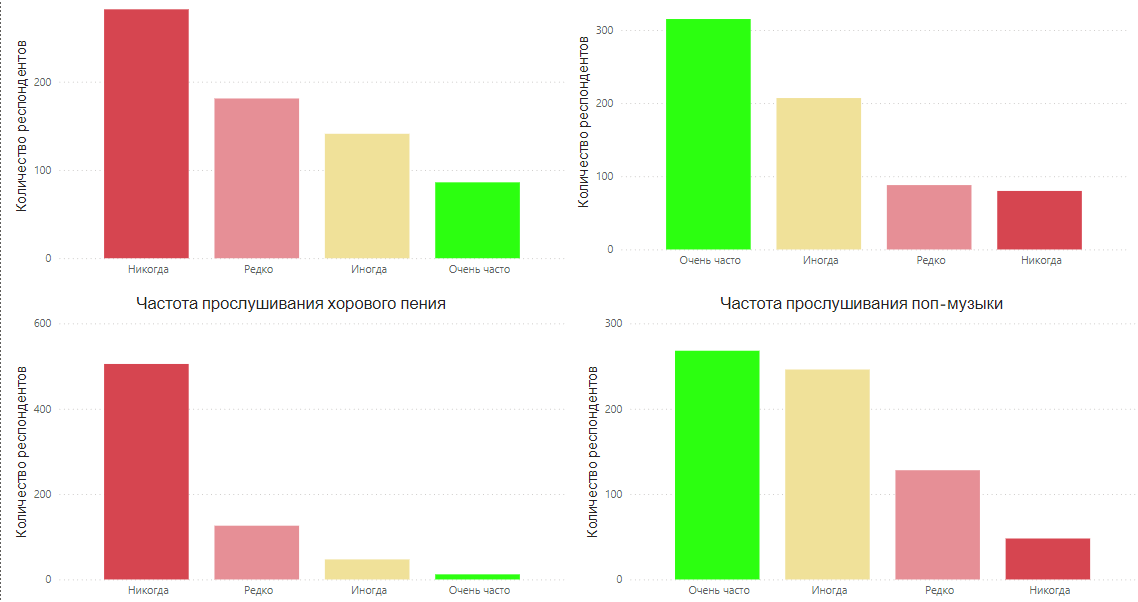 Количество респондентов
200
100
0
Никогда
Редко
Иногда
Очень часто
Количество респондентов
300
200
100
0
Очень часто
Иногда
Редко
Никогда
Частота прослушивания хорового пения
Количество респондентов
600
400
200
0
Никогда
Редко
Иногда
Очень часто
Частота прослушивания поп-музыки
Количество респондентов
300
200
100
0
Очень часто
Иногда
Редко
Никогда